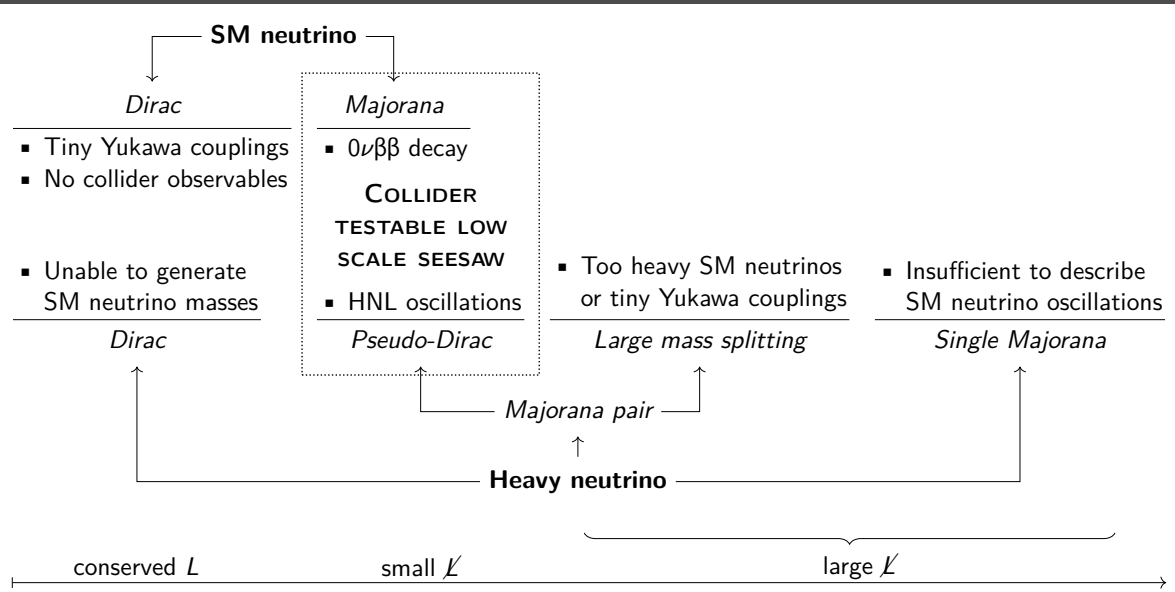 SM neutrino
Dirac
Majorana
▪ Tiny Yukawa couplings
▪ No collider observables
▪ 0νββ decay
COLLIDER
TESTABLE LOW
SCALE SEESAW
▪ HNL oscillations
▪ Unable to generate
SM neutrino masses
▪ Too heavy SM neutrinos
or tiny Yukawa couplings
▪ Insufficient to describe
SM neutrino oscillations
Dirac
Pseudo-Dirac
Large mass splitting
Single Majorana
Majorana pair
Heavy neutrino
conserved L
small L̸
large L̸